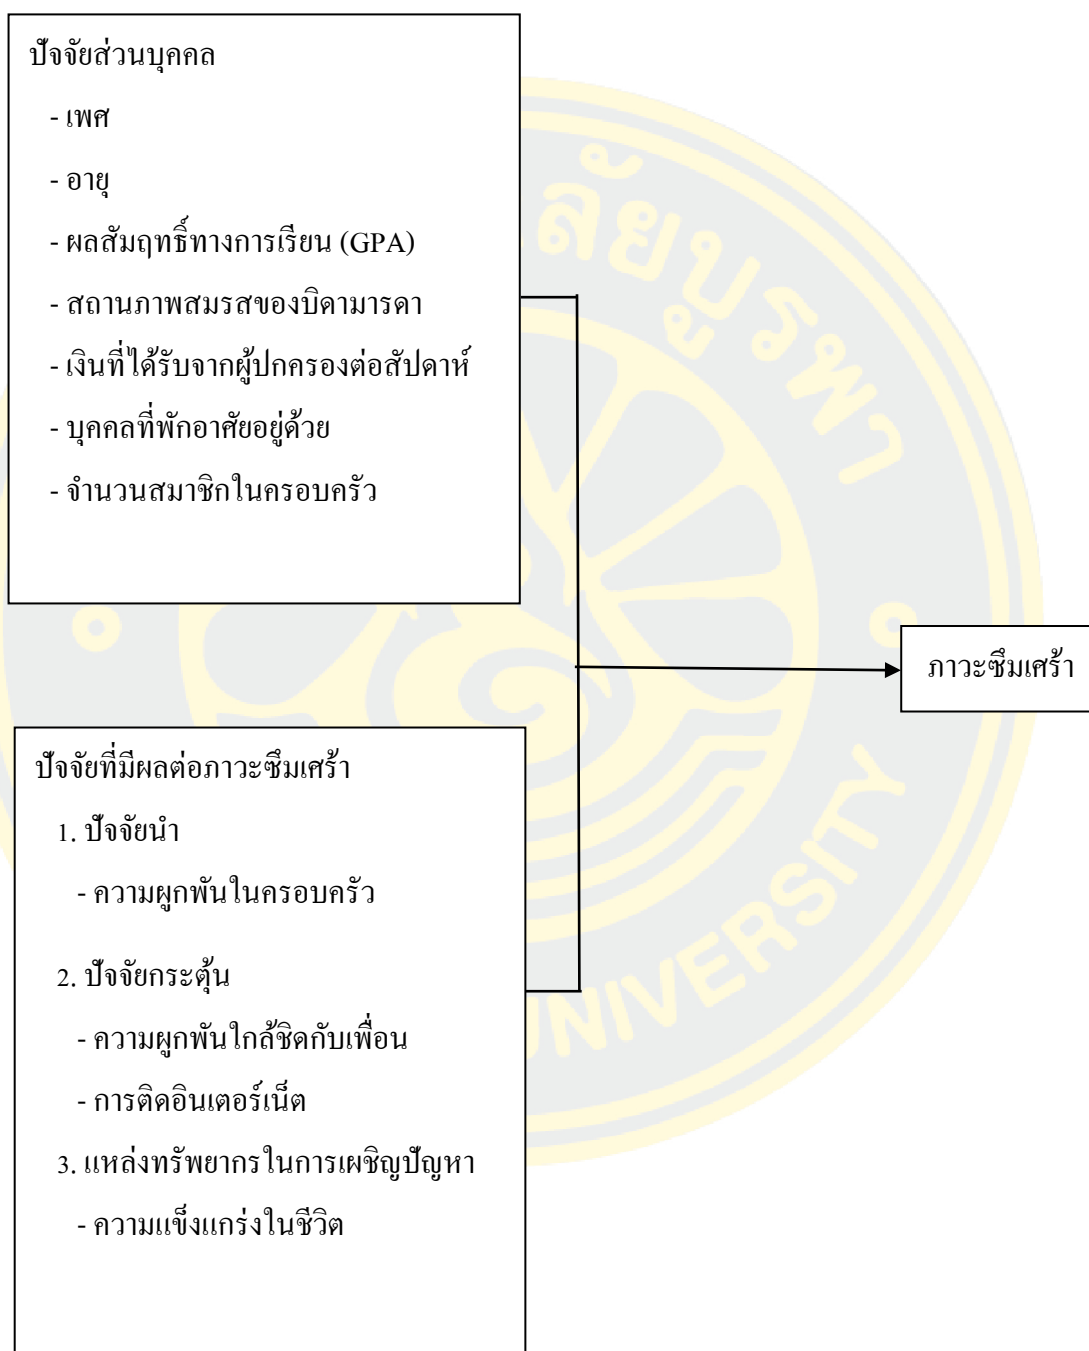 ปัจจัยส่วนบุคคล
- เพศ
- อายุ
- ผลสัมฤทธิ์ทางการเรียน (GPA)
- สถานภาพสมรสของบิดามารดา
- เงินที่ได้รับจากผู้ปกครองต่อสัปดาห์
- บุคคลที่พักอาศัยอยู่ด้วย
- จำนวนสมาชิกในครอบครัว
ภาวะซึมเศร้า
ปัจจัยที่มีผลต่อภาวะซึมเศร้า
1. ปัจจัยนำ
- ความผูกพันในครอบครัว
2. ปัจจัยกระตุ้น
- ความผูกพันใกล้ชิดกับเพื่อน
- การติดอินเตอร์เน็ต
3. แหล่งทรัพยากรในการเผชิญปัญหา
- ความแข็งแกร่งในชีวิต
ลัยบูรพา
UNIVERSITY